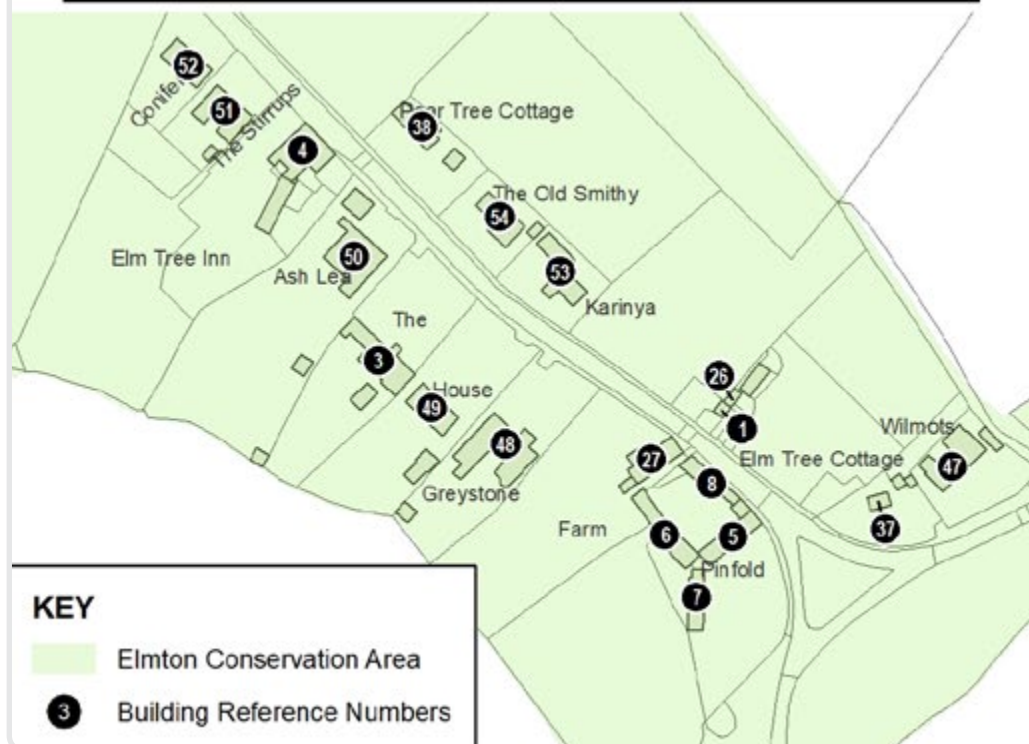 52
Conifer
51
The Stirrups
4
38
Pear Tree Cottage
54
The Old Smithy
Elm Tree Inn
50
Ash Lea
53
Karinya
The
3
House
49
26
1
Wilmots
48
27
Elm Tree Cottage
47
8
Greystone
37
Farm
6
5
Pinfold
7
KEY
Elmton Conservation Area
3 Building Reference Numbers